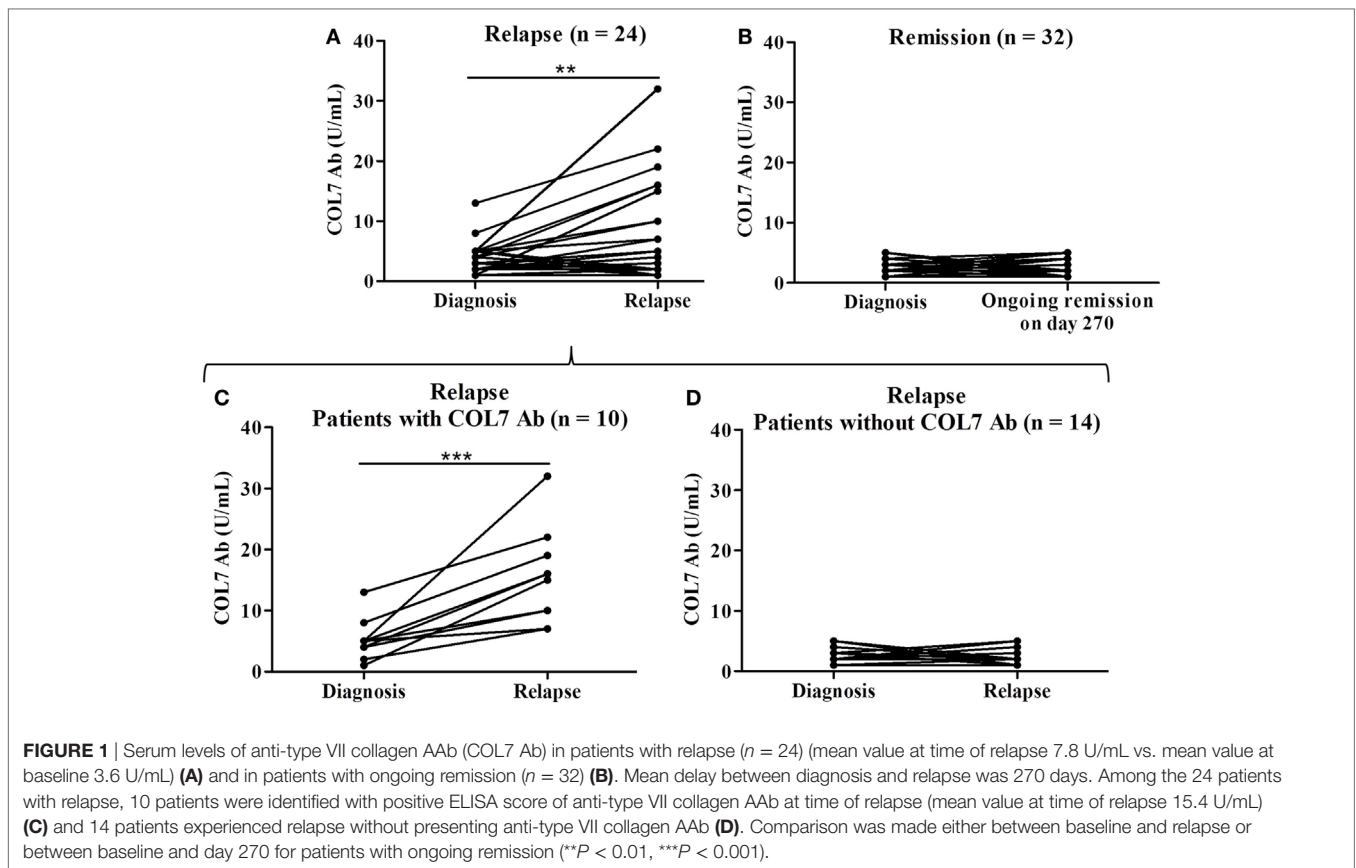 A
Relapse (n = 24)
**
COL7 Ab (U/mL)
40
30
20
10
0
Diagnosis
Relapse
B
Remission (n = 32)
COL7 Ab (U/mL)
40
30
20
10
0
Diagnosis
Ongoing remission
on day 270
C
Relapse
Patients with COL7 Ab (n = 10)
***
COL7 Ab (U/mL)
40
30
20
10
0
Diagnosis
Relapse
D
Relapse
Patients without COL7 Ab (n = 14)
COL7 Ab (U/mL)
40
30
20
10
0
Diagnosis
Relapse
FIGURE 1 | Serum levels of anti-type VII collagen AAb (COL7 Ab) in patients with relapse (n = 24) (mean value at time of relapse 7.8 U/mL vs. mean value at
baseline 3.6 U/mL) (A) and in patients with ongoing remission (n = 32) (B). Mean delay between diagnosis and relapse was 270 days. Among the 24 patients
with relapse, 10 patients were identified with positive ELISA score of anti-type VII collagen AAb at time of relapse (mean value at time of relapse 15.4 U/mL)
(C) and 14 patients experienced relapse without presenting anti-type VII collagen AAb (D). Comparison was made either between baseline and relapse or
between baseline and day 270 for patients with ongoing remission (**P < 0.01, ***P < 0.001).